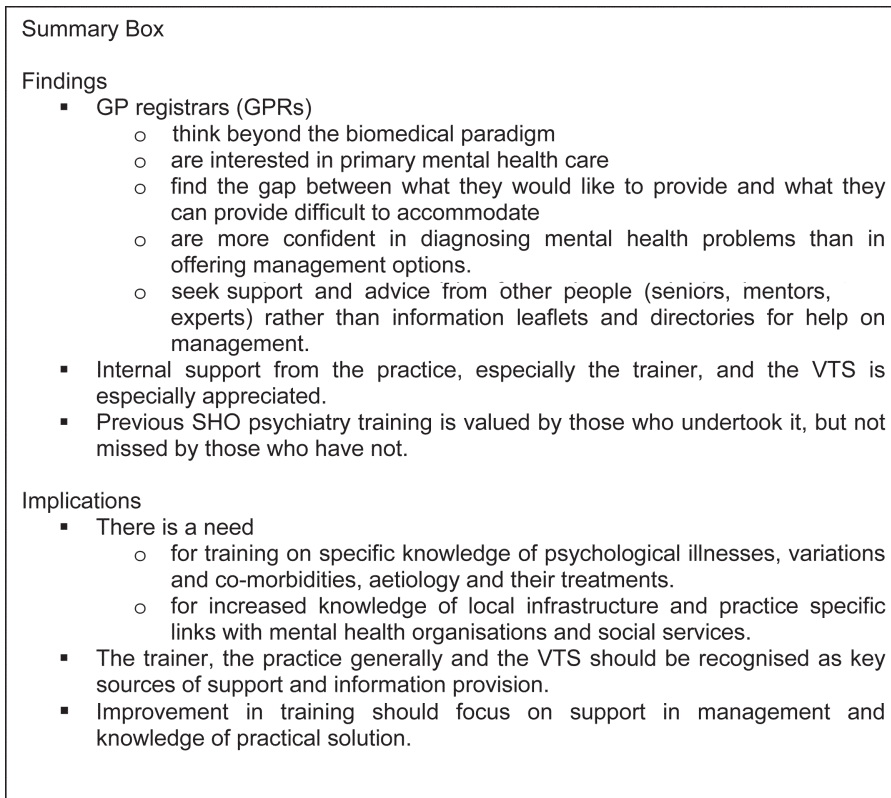 Summary Box
Findings
▪ GP registrars (GPRs)
o think beyond the biomedical paradigm
o are interested in primary mental health care
o find the gap between what they would like to provide and what they
can provide difficult to accommodate
o are more confident in diagnosing mental health problems than in
offering management options.
o seek support and advice from other people (seniors, mentors,
experts) rather than information leaflets and directories for help on
management.
▪ Internal support from the practice, especially the trainer, and the VTS is
especially appreciated.
▪ Previous SHO psychiatry training is valued by those who undertook it, but not
missed by those who have not.
Implications
▪ There is a need
o for training on specific knowledge of psychological illnesses, variations
and co-morbidities, aetiology and their treatments.
o for increased knowledge of local infrastructure and practice specific
links with mental health organisations and social services.
▪ The trainer, the practice generally and the VTS should be recognised as key
sources of support and information provision.
▪ Improvement in training should focus on support in management and
knowledge of practical solution.